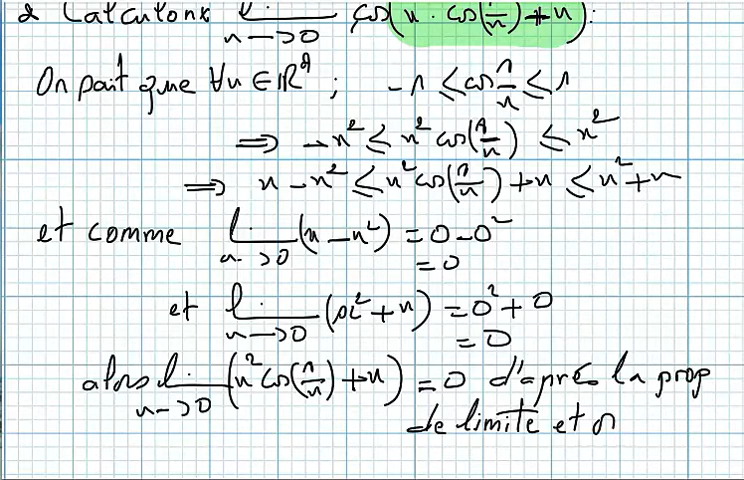 Calculons lim x→0 cos(x · cos(1/x) + x) :
On sait que ∀x ∈ ℝ* ; -1 ≤ cos 1/x ≤ 1
⟹ -x² ≤ x² cos(1/x) ≤ x²
⟹ x - x² ≤ x² cos(1/x) + x ≤ x² + x
et comme lim x→0 (x - x²) = 0 - 0²
= 0
et lim x→0 (x² + x) = 0² + 0
= 0
alors lim x→0 (x² cos(1/x) + x) = 0 d'après la prop
de limite et